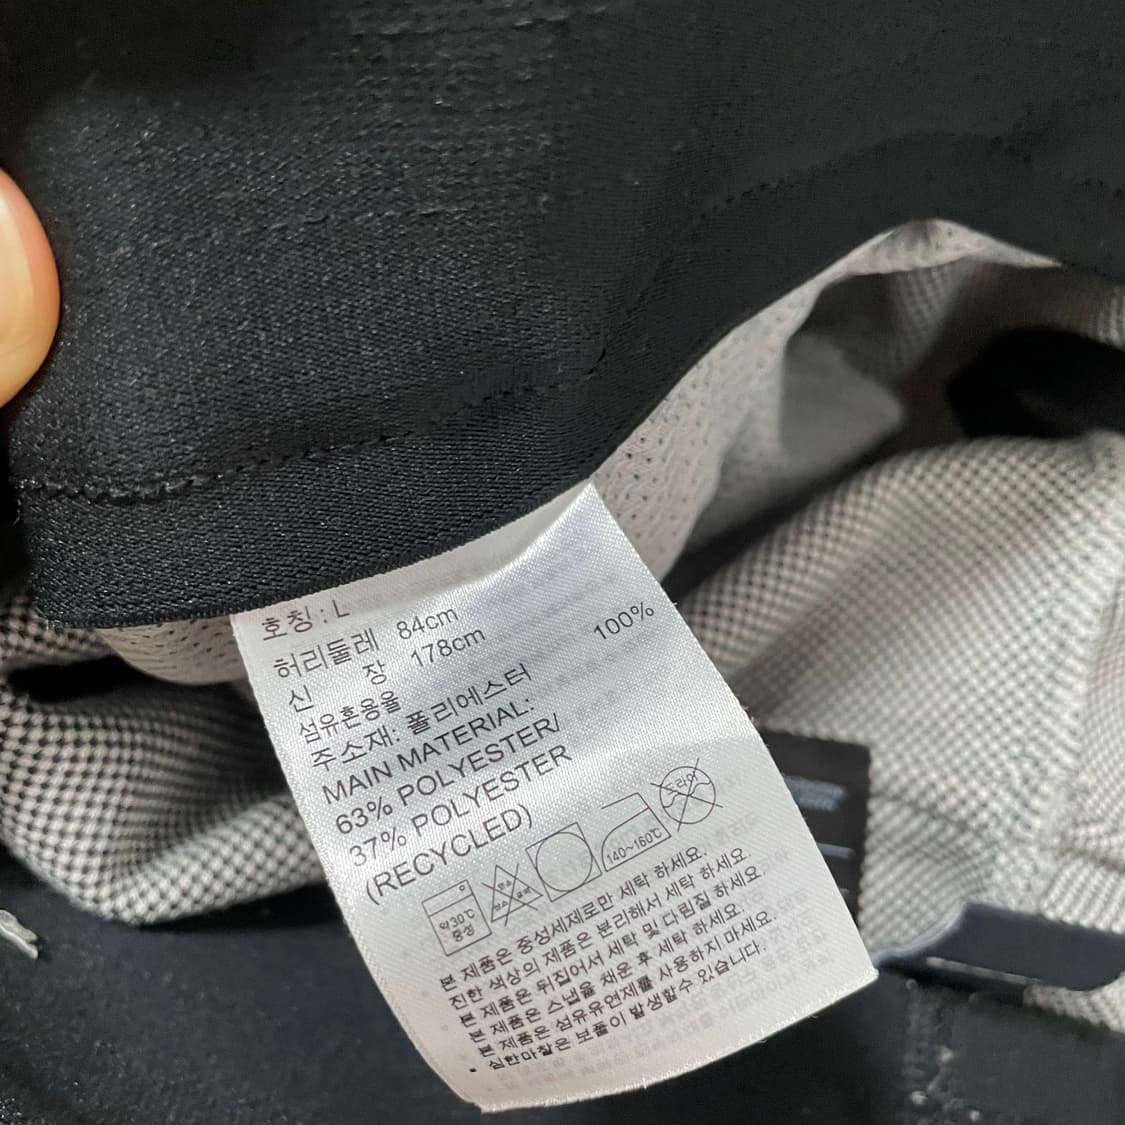 호칭 : L
허리둘레 84cm
신 장 178cm
섬유혼용율
주소재: 폴리에스터 100%
MAIN MATERIAL:
63% POLYESTER/
37% POLYESTER
(RECYCLED)
약30℃ 중성
염소 표백
140~160℃
드라이
본 제품은 중성세제로만 세탁 하세요.
진한 색상의 제품은 분리해서 세탁 하세요.
본 제품은 뒤집어서 세탁 및 다림질 하세요.
본 제품은 스냅을 채운 후 세탁 하세요.
본 제품은 섬유유연제를 사용하지 마세요.
• 심한마찰은 보풀이 발생할수 있습니다.